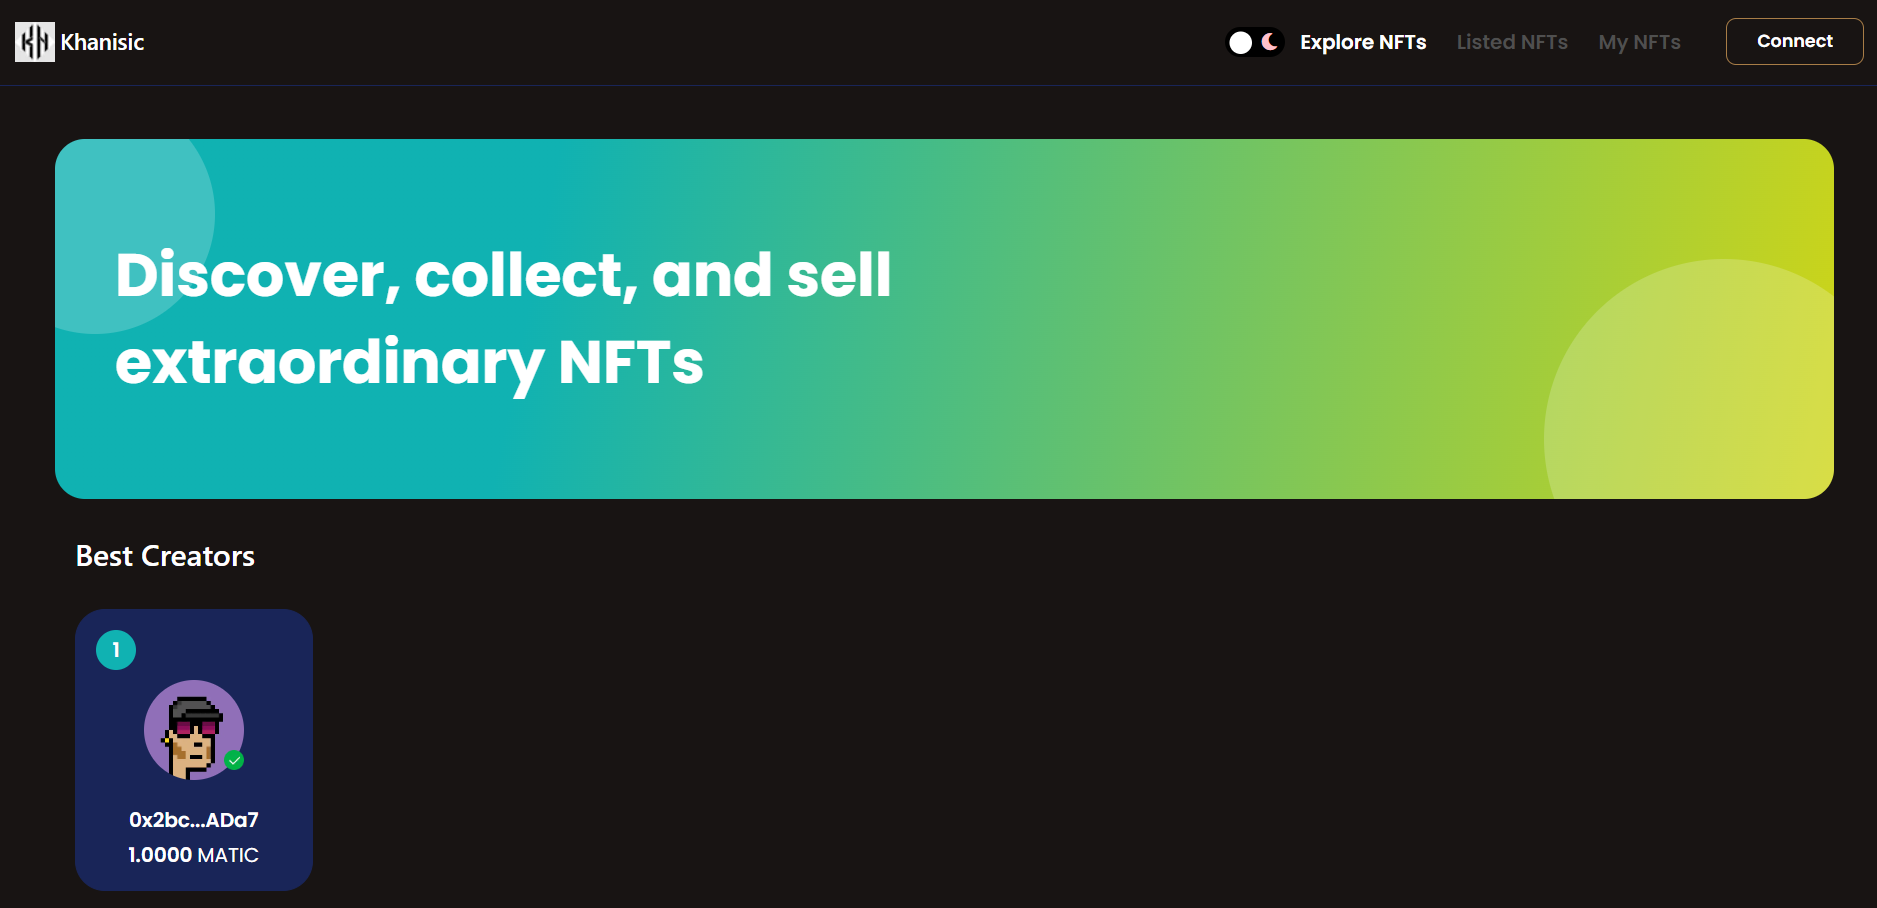 KN Khanisic
Explore NFTs
Listed NFTs
My NFTs
Connect
Discover, collect, and sell
extraordinary NFTs
Best Creators
1
0x2bc...ADa7
1.0000 MATIC